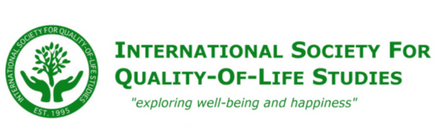 INTERNATIONAL SOCIETY FOR QUALITY-OF-LIFE STUDIES
EST. 1995
INTERNATIONAL SOCIETY FOR
QUALITY-OF-LIFE STUDIES
"exploring well-being and happiness"